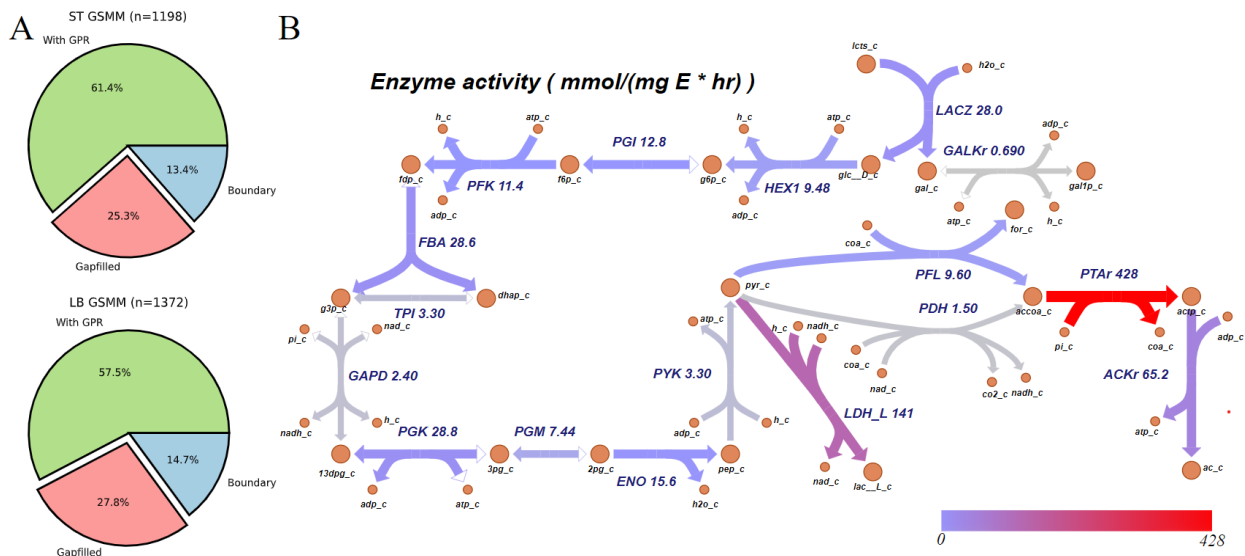 A
ST GSMM (n=1198)
With GPR
61.4%
13.4%
Boundary
25.3%
Gapfilled
LB GSMM (n=1372)
With GPR
57.5%
14.7%
Boundary
27.8%
Gapfilled
B
Enzyme activity ( mmol/(mg E * hr) )
lcts_c
h2o_c
LACZ 28.0
h_c
atp_c
PGI 12.8
h_c
atp_c
adp_c
GALKr 0.690
fdp_c
PFK 11.4
f6p_c
g6p_c
HEX1 9.48
glc__D_c
gal_c
gal1p_c
adp_c
adp_c
atp_c
h_c
FBA 28.6
coa_c
for_c
PFL 9.60
g3p_c
TPI 3.30
dhap_c
pyr_c
PDH 1.50
accoa_c
PTAr 428
actp_c
pi_c
nad_c
atp_c
h_c
nadh_c
coa_c
nad_c
co2_c
nadh_c
pi_c
coa_c
adp_c
GAPD 2.40
PYK 3.30
ACKr 65.2
nadh_c
h_c
adp_c
h_c
LDH_L 141
atp_c
13dpg_c
PGK 28.8
3pg_c
PGM 7.44
2pg_c
ENO 15.6
pep_c
adp_c
atp_c
h2o_c
nad_c
lac__L_c
ac_c
0
428